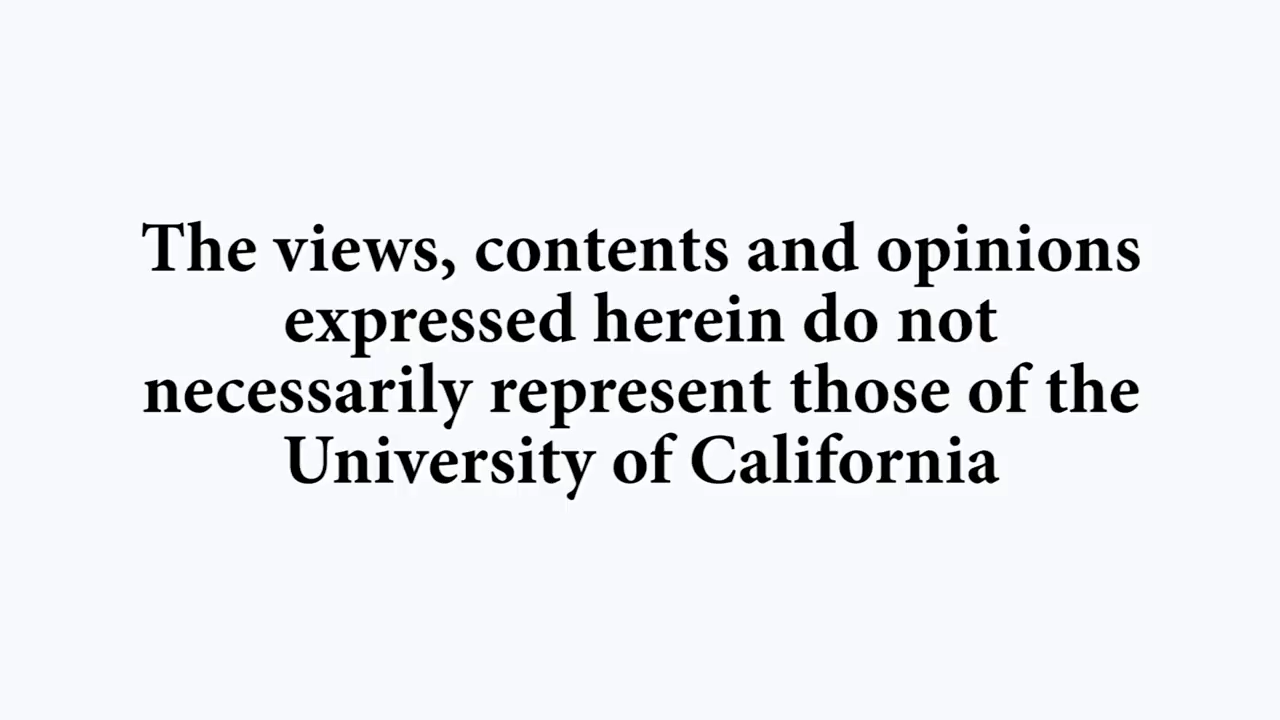 The views, contents and opinions
expressed herein do not
necessarily represent those of the
University of California